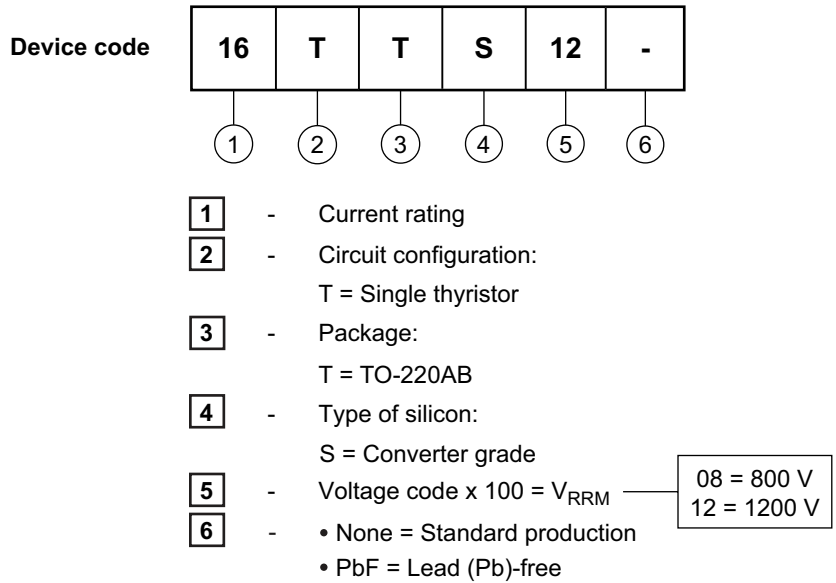 Device code 16 T T S 12 -
1 2 3 4 5 6
1 - Current rating
2 - Circuit configuration:
T = Single thyristor
3 - Package:
T = TO-220AB
4 - Type of silicon:
S = Converter grade
5 - Voltage code x 100 = VRRM
08 = 800 V
12 = 1200 V
6 - • None = Standard production
• PbF = Lead (Pb)-free